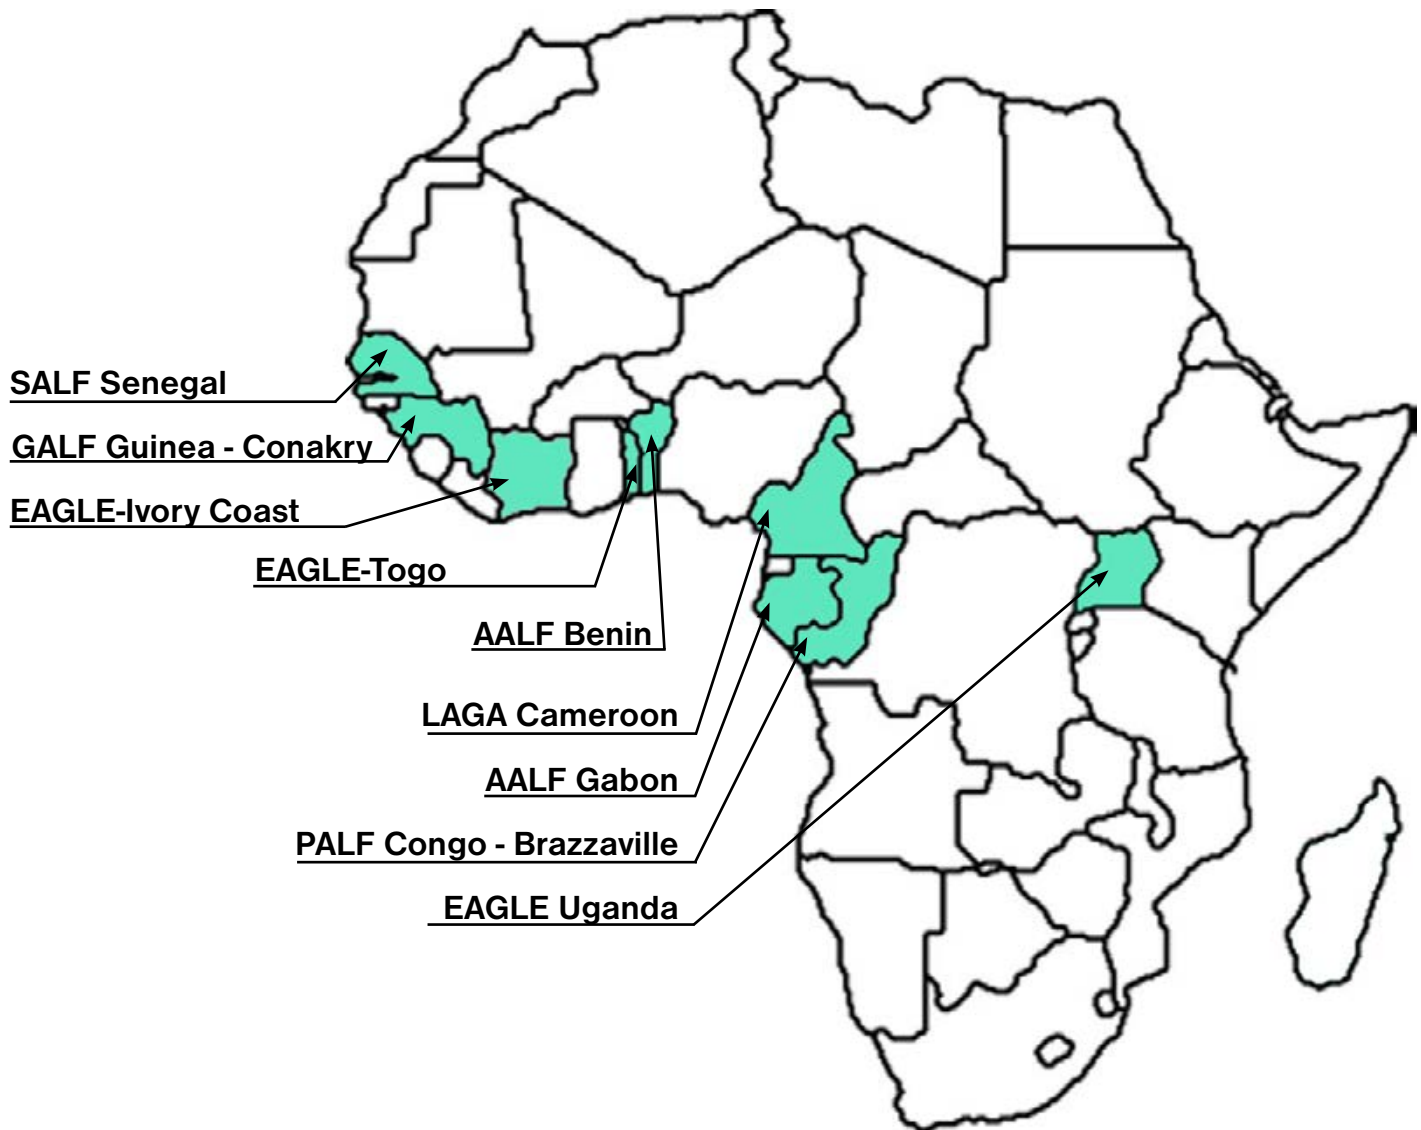 SALF Senegal
GALF Guinea - Conakry
EAGLE-Ivory Coast
EAGLE-Togo
AALF Benin
LAGA Cameroon
AALF Gabon
PALF Congo - Brazzaville
EAGLE Uganda